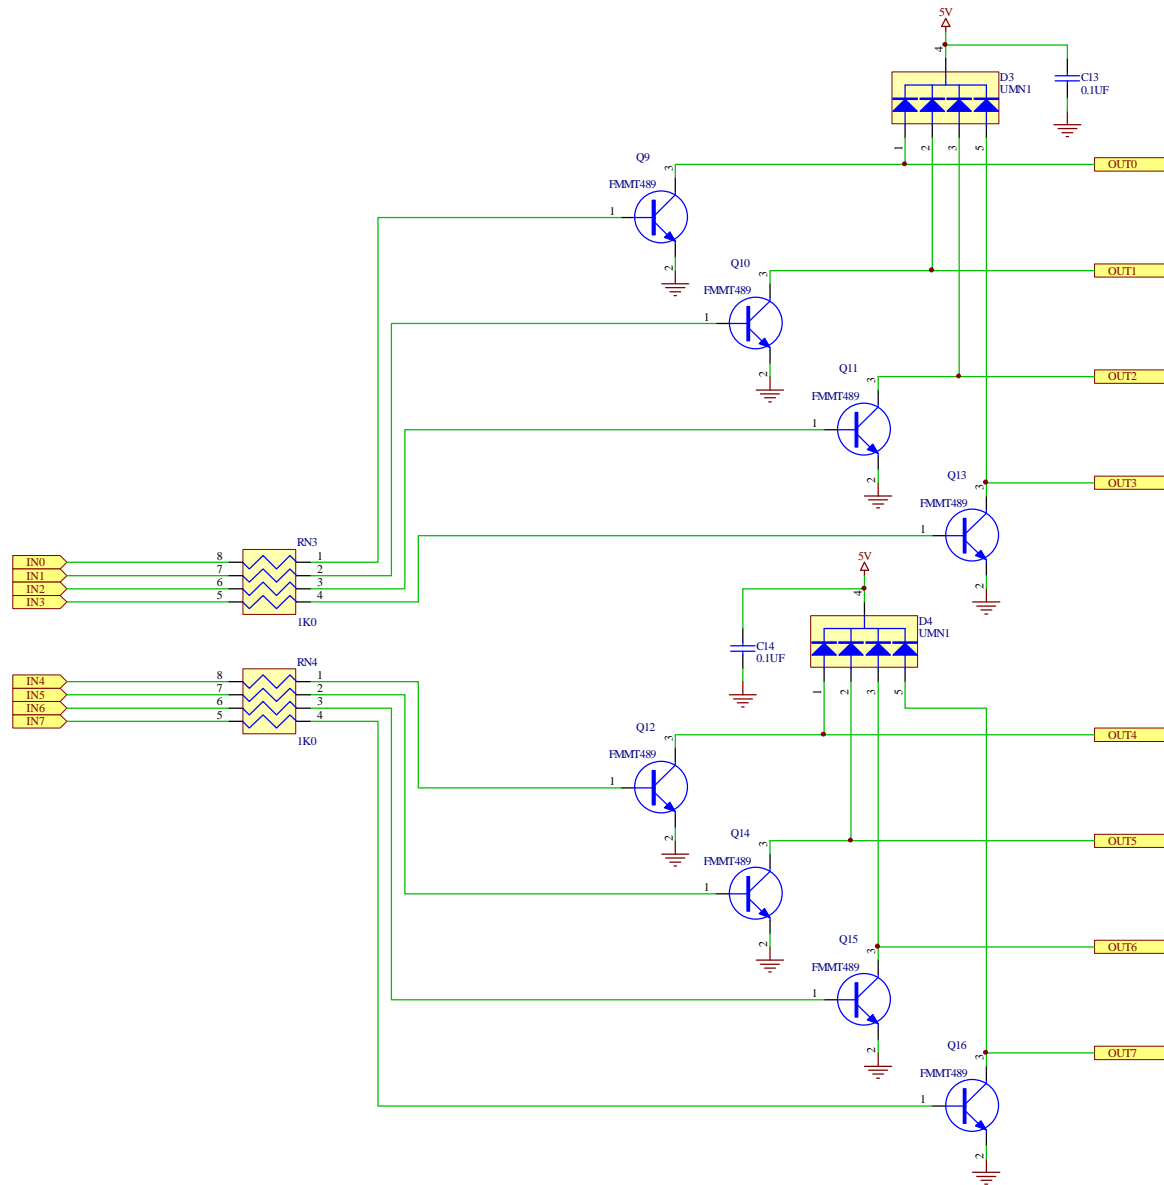 5V
4
D3
UMN1
C13
0.1UF
1
2
3
5
Q9
3
FMMT489
1
2
OUT0
Q10
3
FMMT489
1
2
OUT1
Q11
3
FMMT489
1
2
OUT2
Q13
3
FMMT489
1
2
OUT3
RN3
IN0
8
1
IN1
7
2
IN2
6
3
IN3
5
4
1K0
5V
4
D4
UMN1
C14
0.1UF
1
2
3
5
RN4
IN4
8
1
IN5
7
2
IN6
6
3
IN7
5
4
1K0
Q12
3
FMMT489
1
2
OUT4
Q14
3
FMMT489
1
2
OUT5
Q15
3
FMMT489
1
2
OUT6
Q16
3
FMMT489
1
2
OUT7